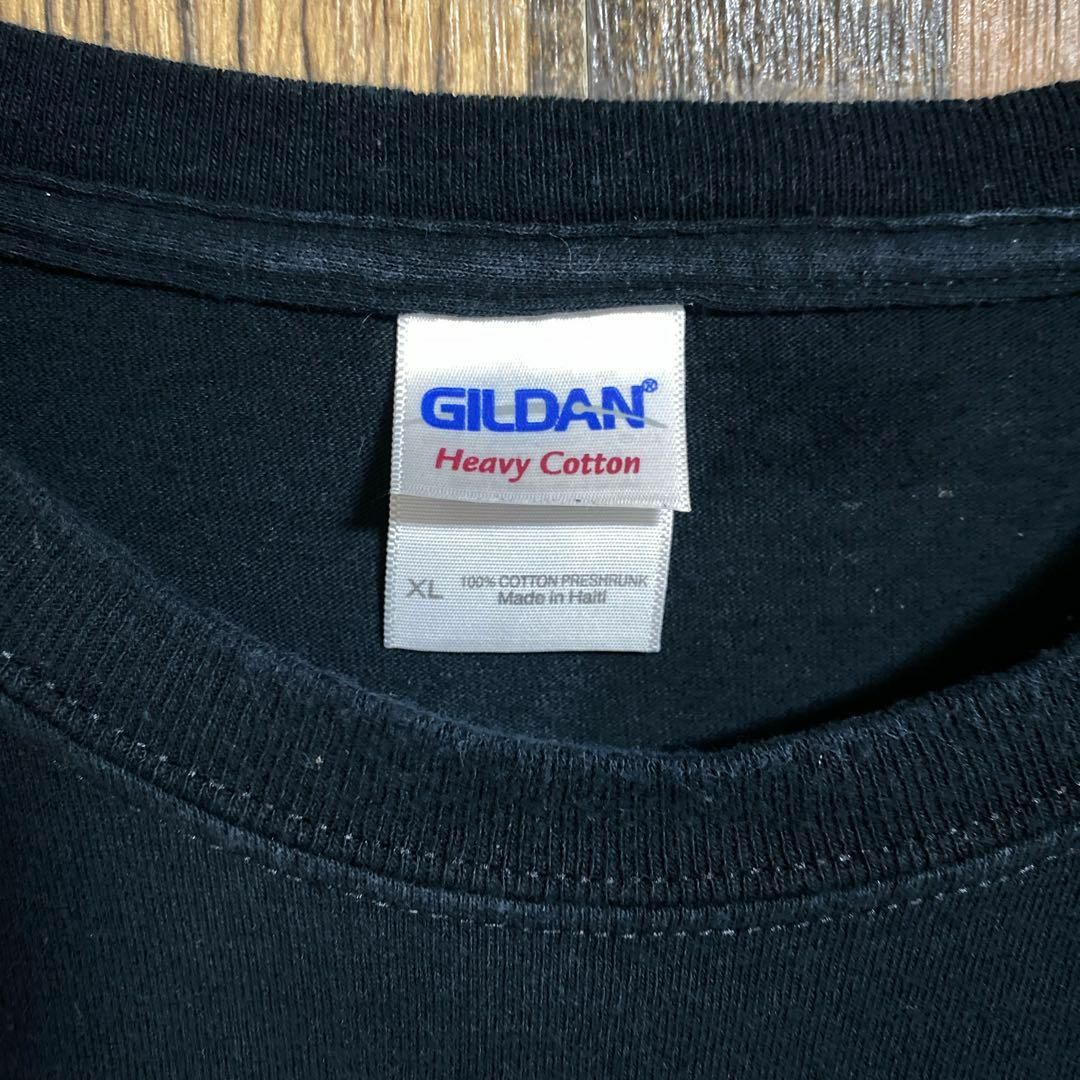 GILDAN®
Heavy Cotton
XL 100% COTTON PRESHRUNK
Made in Haiti